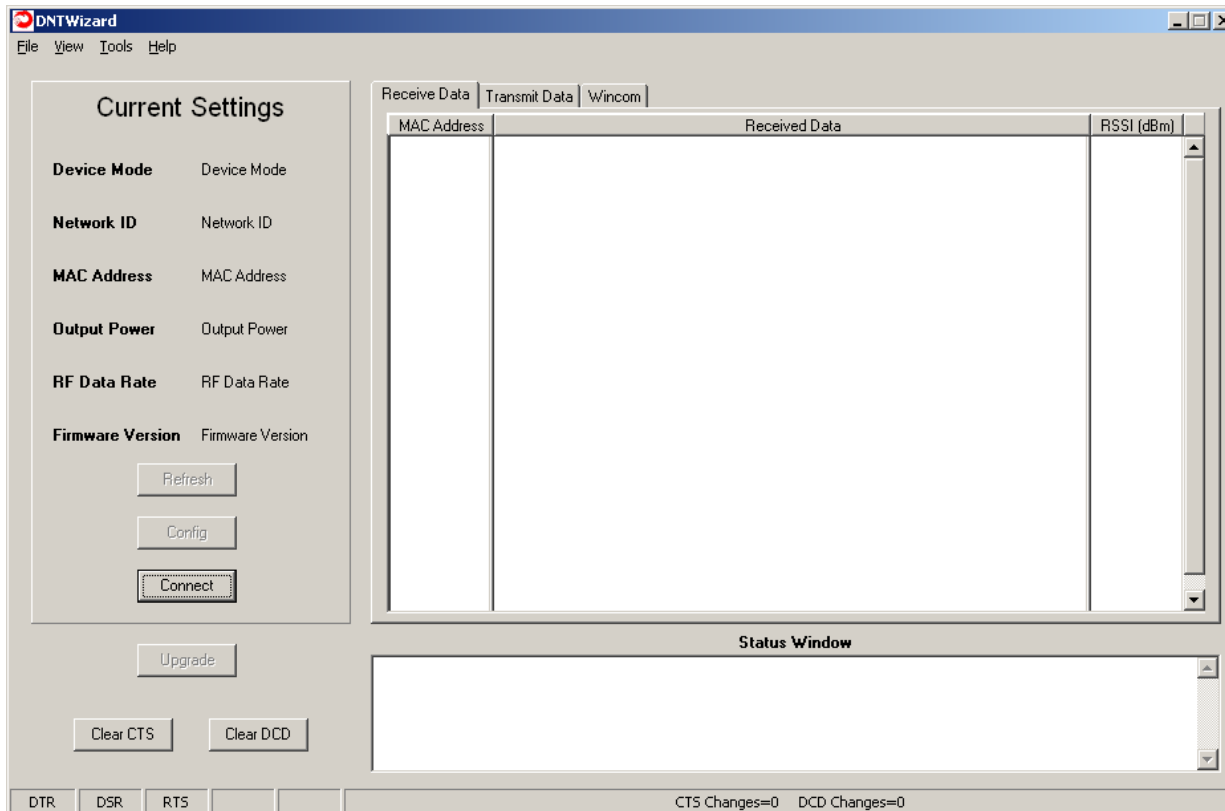 DNTWizard
File View Tools Help
Current Settings
Device Mode Device Mode
Network ID Network ID
MAC Address MAC Address
Output Power Output Power
RF Data Rate RF Data Rate
Firmware Version Firmware Version
Refresh
Config
Connect
Upgrade
Clear CTS Clear DCD
Receive Data Transmit Data Wincom
MAC Address Received Data RSSI (dBm)
Status Window
DTR DSR RTS CTS Changes=0 DCD Changes=0